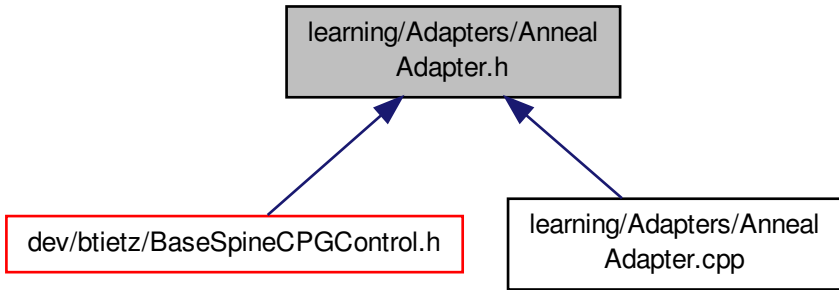 learning/Adapters/Anneal
Adapter.h
dev/btietz/BaseSpineCPGControl.h
learning/Adapters/Anneal
Adapter.cpp